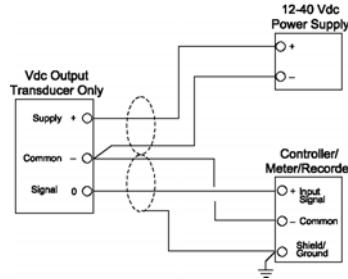 12-40 Vdc
Power Supply
+
–
Vdc Output
Transducer Only
Supply + O
Common –
Signal 0
Controller/
Meter/Recorder
+ Input
Signal
– Common
Shield/
Ground